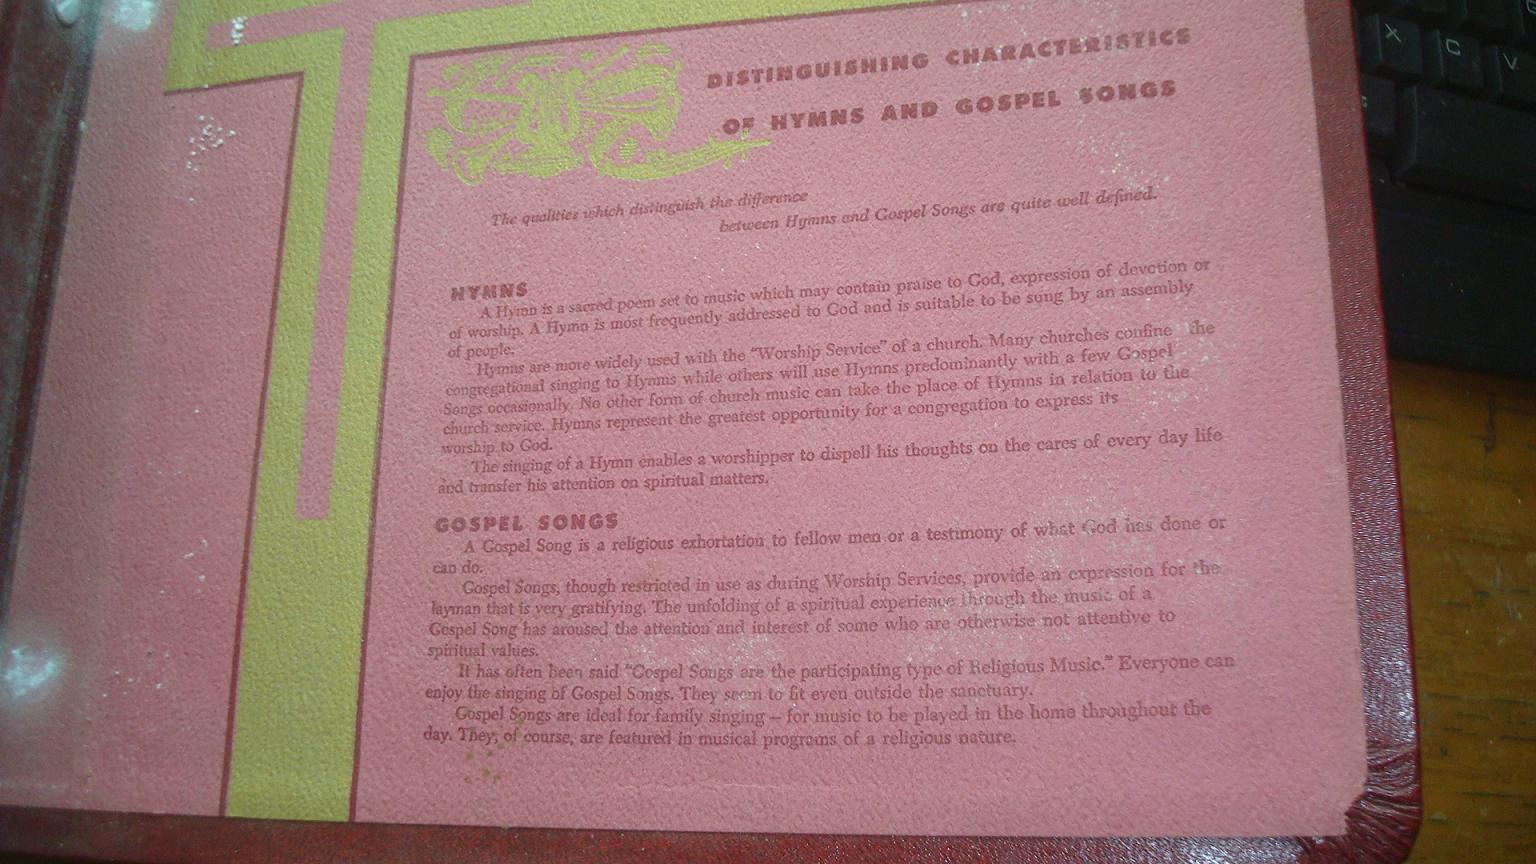 DISTINGUISHING CHARACTERISTICS
OF HYMNS AND GOSPEL SONGS
The qualities which distinguish the difference
between Hymns and Gospel Songs are quite well defined.
HYMNS
A Hymn is a sacred poem set to music which may contain praise to God, expression of devotion or
of worship. A Hymn is most frequently addressed to God and is suitable to be sung by an assembly
of people.
Hymns are more widely used with the "Worship Service" of a church. Many churches confine the
congregational singing to Hymns while others will use Hymns predominantly with a few Gospel
Songs occasionally. No other form of church music can take the place of Hymns in relation to the
church service. Hymns represent the greatest opportunity for a congregation to express its
worship to God.
The singing of a Hymn enables a worshipper to dispell his thoughts on the cares of every day life
and transfer his attention on spiritual matters.
GOSPEL SONGS
A Gospel Song is a religious exhortation to fellow men or a testimony of what God has done or
can do.
Gospel Songs, though restricted in use as during Worship Services, provide an expression for the
layman that is very gratifying. The unfolding of a spiritual experience through the music of a
Gospel Song has aroused the attention and interest of some who are otherwise not attentive to
spiritual values.
It has often been said "Gospel Songs are the participating type of Religious Music." Everyone can
enjoy the singing of Gospel Songs. They seem to fit even outside the sanctuary.
Gospel Songs are ideal for family singing – for music to be played in the home throughout the
day. They, of course, are featured in musical programs of a religious nature.
X
C
V